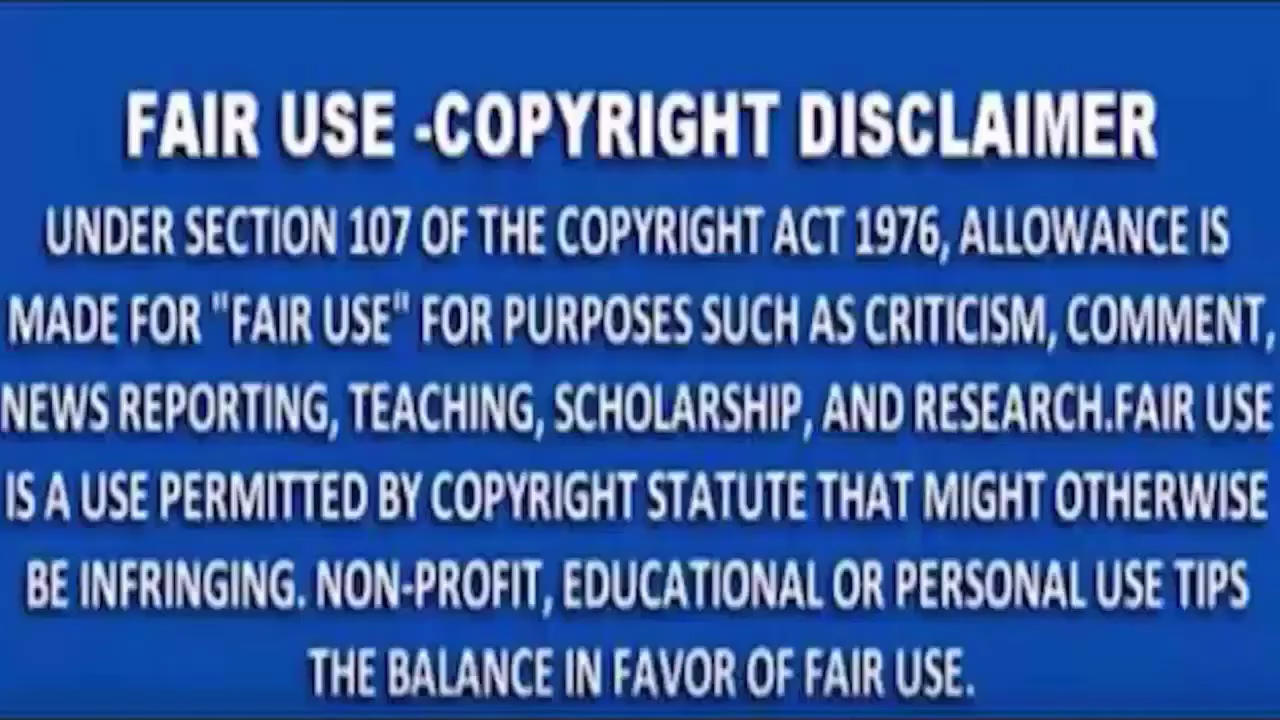 FAIR USE -COPYRIGHT DISCLAIMER
UNDER SECTION 107 OF THE COPYRIGHT ACT 1976, ALLOWANCE IS
MADE FOR "FAIR USE" FOR PURPOSES SUCH AS CRITICISM, COMMENT,
NEWS REPORTING, TEACHING, SCHOLARSHIP, AND RESEARCH.FAIR USE
IS A USE PERMITTED BY COPYRIGHT STATUTE THAT MIGHT OTHERWISE
BE INFRINGING. NON-PROFIT, EDUCATIONAL OR PERSONAL USE TIPS
THE BALANCE IN FAVOR OF FAIR USE.